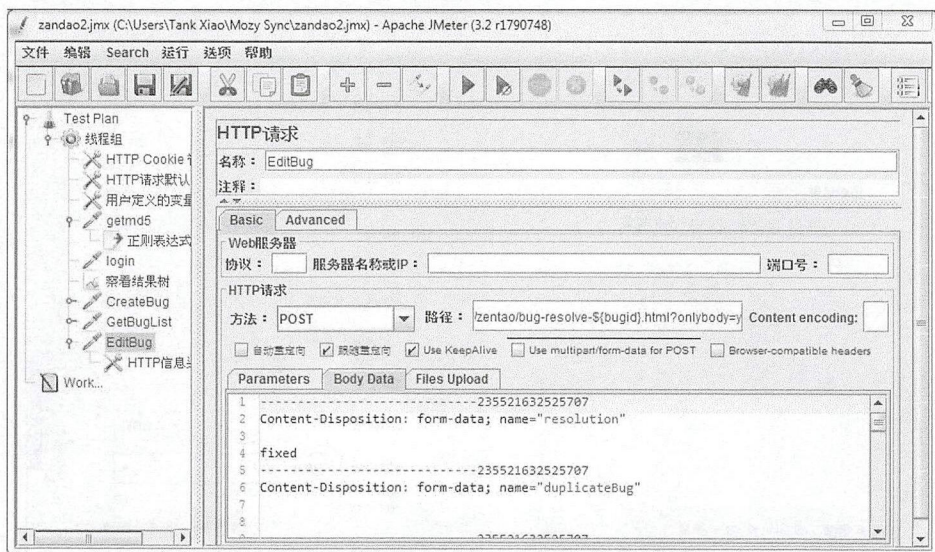 zandao2.jmx (C:\Users\Tank Xiao\Mozy Sync\zandao2.jmx) - Apache JMeter (3.2 r1790748)
文件 编辑 Search 运行 选项 帮助
Test Plan
线程组
HTTP Cookie
HTTP请求默认
用户定义的变量
getmd5
正则表达式
login
察看结果树
CreateBug
GetBugList
EditBug
HTTP信息
Work...
HTTP请求
名称: EditBug
注释:
Basic Advanced
Web服务器
协议: 服务器名称或IP: 端口号:
HTTP请求
方法: POST 路径: /zentao/bug-resolve-${bugid}.html?onlybody=y Content encoding:
自动重定向 跟随重定向 Use KeepAlive Use multipart/form-data for POST Browser-compatible headers
Parameters Body Data Files Upload
1 -----------------------------235521632525707
2 Content-Disposition: form-data; name="resolution"
3
4 fixed
5 -----------------------------235521632525707
6 Content-Disposition: form-data; name="duplicateBug"
7
8